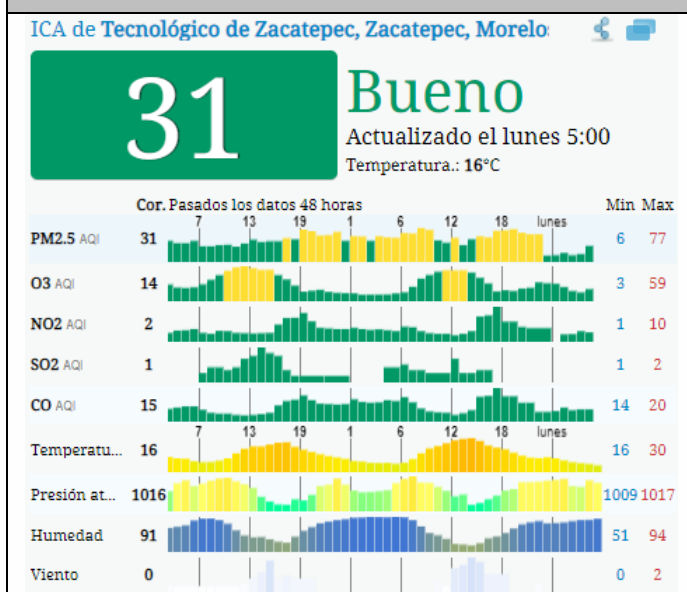 ICA de Tecnológico de Zacatepec, Zacatepec, Morelo
31
Bueno
Actualizado el lunes 5:00
Temperatura.: 16°C
Cor. Pasados los datos 48 horas Min Max
7 13 19 1 6 12 18 lunes
PM2.5 AQI 31 6 77
O3 AQI 14 3 59
NO2 AQI 2 1 10
SO2 AQI 1 1 2
CO AQI 15 14 20
7 13 19 1 6 12 18 lunes
Temperatu... 16 16 30
Presión at... 1016 1009 1017
Humedad 91 51 94
Viento 0 0 2